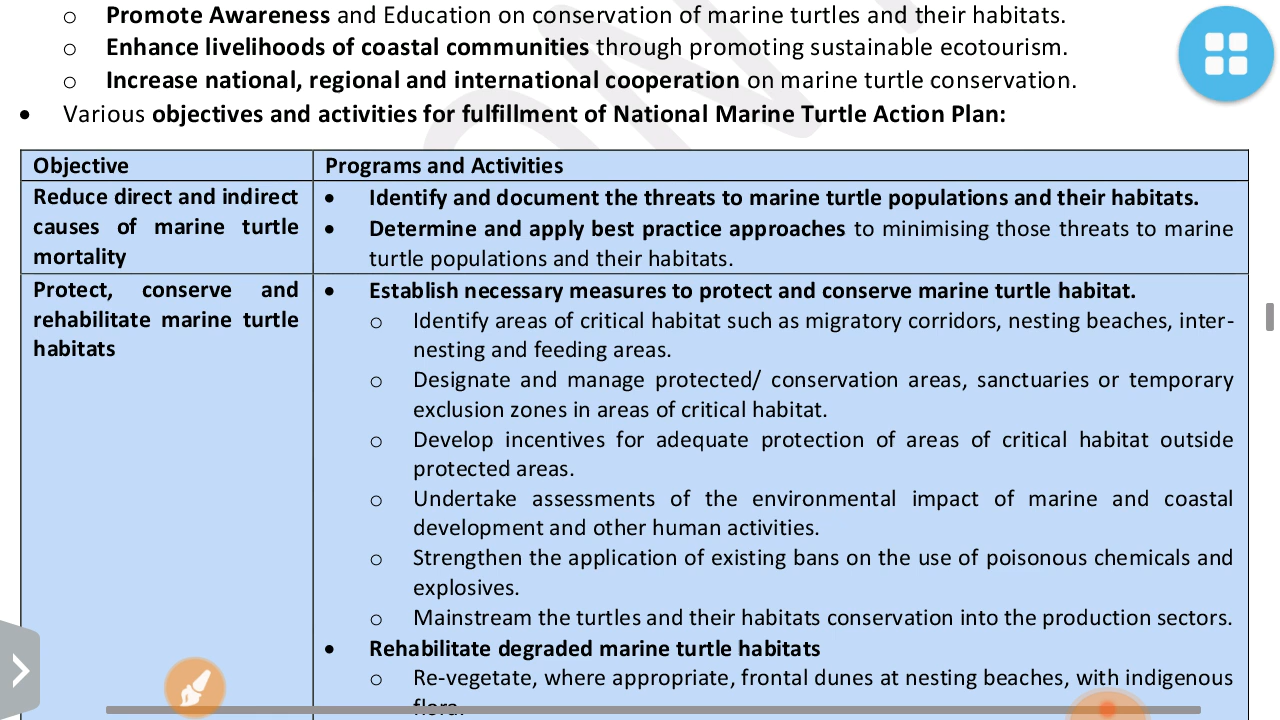 o Promote Awareness and Education on conservation of marine turtles and their habitats.
o Enhance livelihoods of coastal communities through promoting sustainable ecotourism.
o Increase national, regional and international cooperation on marine turtle conservation.
• Various objectives and activities for fulfillment of National Marine Turtle Action Plan:
Objective
Programs and Activities
Reduce direct and indirect
causes of marine turtle
mortality
• Identify and document the threats to marine turtle populations and their habitats.
• Determine and apply best practice approaches to minimising those threats to marine
turtle populations and their habitats.
Protect, conserve and
rehabilitate marine turtle
habitats
• Establish necessary measures to protect and conserve marine turtle habitat.
o Identify areas of critical habitat such as migratory corridors, nesting beaches, inter-
nesting and feeding areas.
o Designate and manage protected/ conservation areas, sanctuaries or temporary
exclusion zones in areas of critical habitat.
o Develop incentives for adequate protection of areas of critical habitat outside
protected areas.
o Undertake assessments of the environmental impact of marine and coastal
development and other human activities.
o Strengthen the application of existing bans on the use of poisonous chemicals and
explosives.
o Mainstream the turtles and their habitats conservation into the production sectors.
• Rehabilitate degraded marine turtle habitats
o Re-vegetate, where appropriate, frontal dunes at nesting beaches, with indigenous
flora.